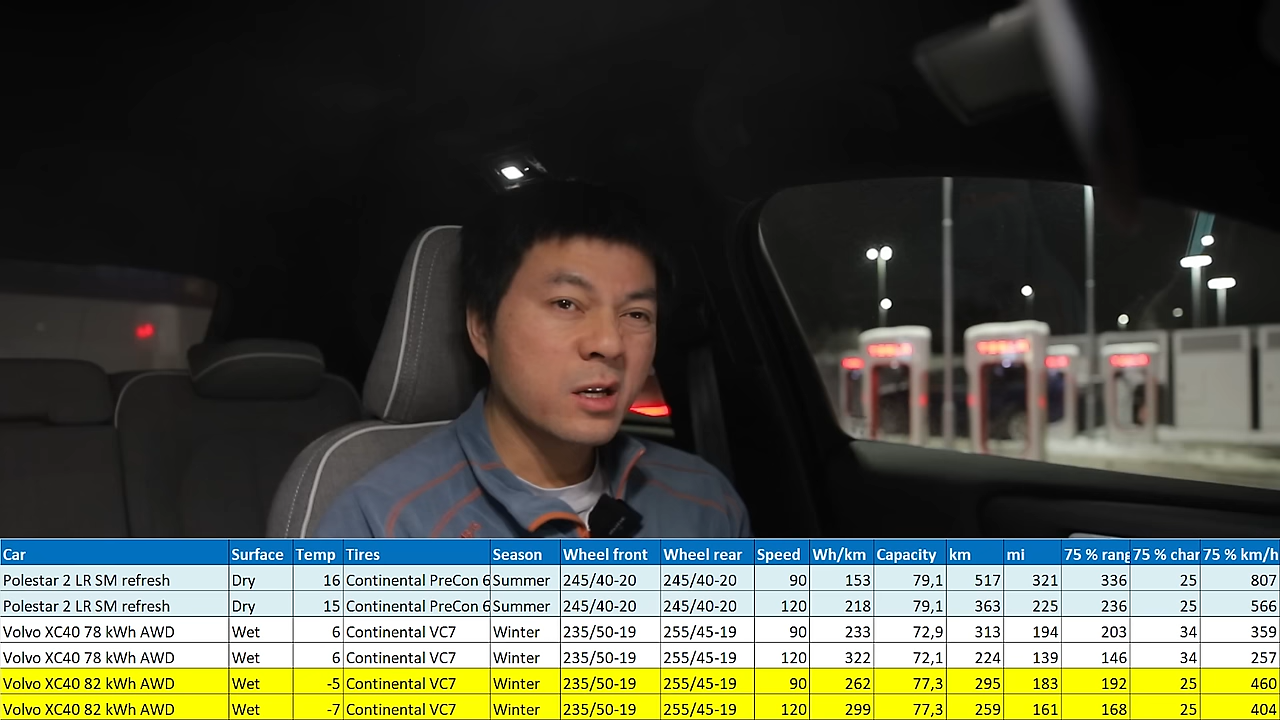 TESLA TESLA
Car Surface Temp Tires Season Wheel front Wheel rear Speed Wh/km Capacity km mi 75 % rang 75 % char 75 % km/h
Polestar 2 LR SM refresh Dry 16 Continental PreCon 6 Summer 245/40-20 245/40-20 90 153 79,1 517 321 336 25 807
Polestar 2 LR SM refresh Dry 15 Continental PreCon 6 Summer 245/40-20 245/40-20 120 218 79,1 363 225 236 25 566
Volvo XC40 78 kWh AWD Wet 6 Continental VC7 Winter 235/50-19 255/45-19 90 233 72,9 313 194 203 34 359
Volvo XC40 78 kWh AWD Wet 6 Continental VC7 Winter 235/50-19 255/45-19 120 322 72,1 224 139 146 34 257
Volvo XC40 82 kWh AWD Wet -5 Continental VC7 Winter 235/50-19 255/45-19 90 262 77,3 295 183 192 25 460
Volvo XC40 82 kWh AWD Wet -7 Continental VC7 Winter 235/50-19 255/45-19 120 299 77,3 259 161 168 25 404